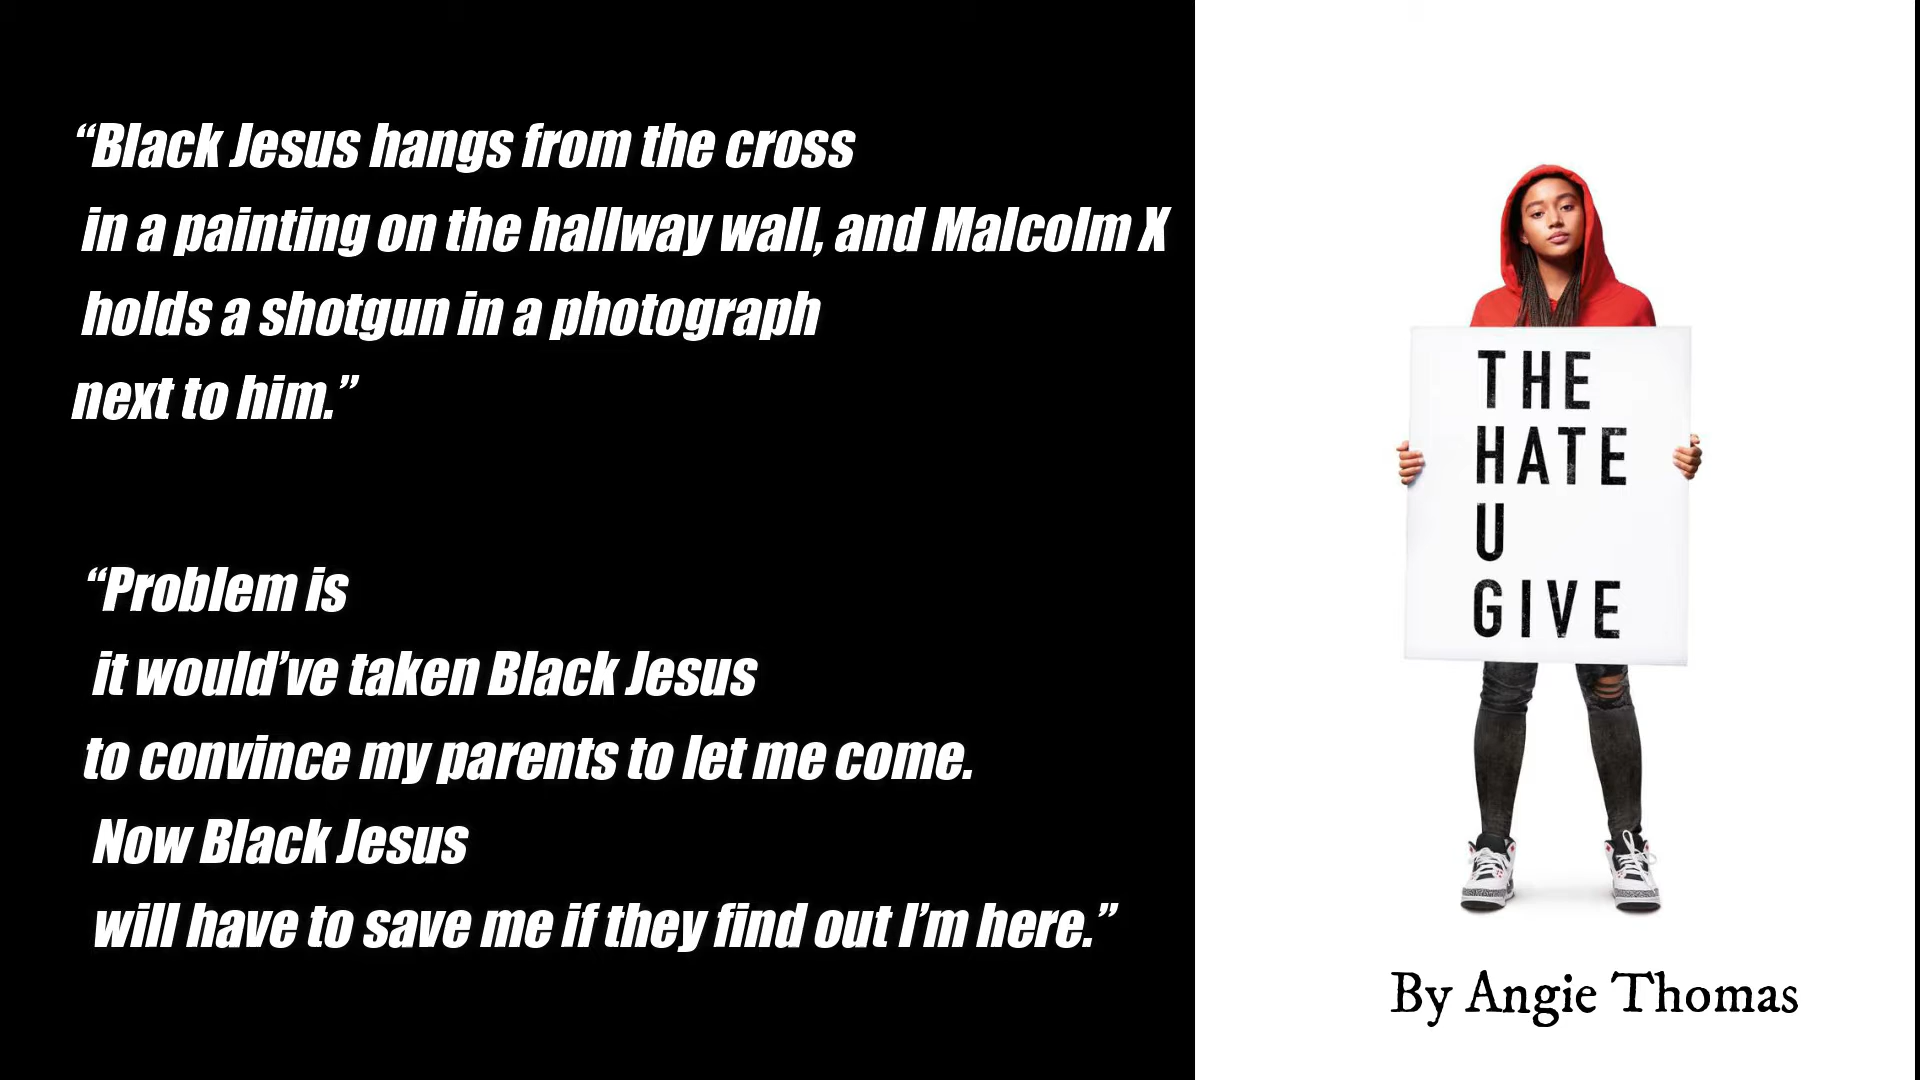 “Black Jesus hangs from the cross
in a painting on the hallway wall, and Malcolm X
holds a shotgun in a photograph
next to him.”
“Problem is
it would’ve taken Black Jesus
to convince my parents to let me come.
Now Black Jesus
will have to save me if they find out I’m here.”
THE
HATE
U
GIVE
By Angie Thomas